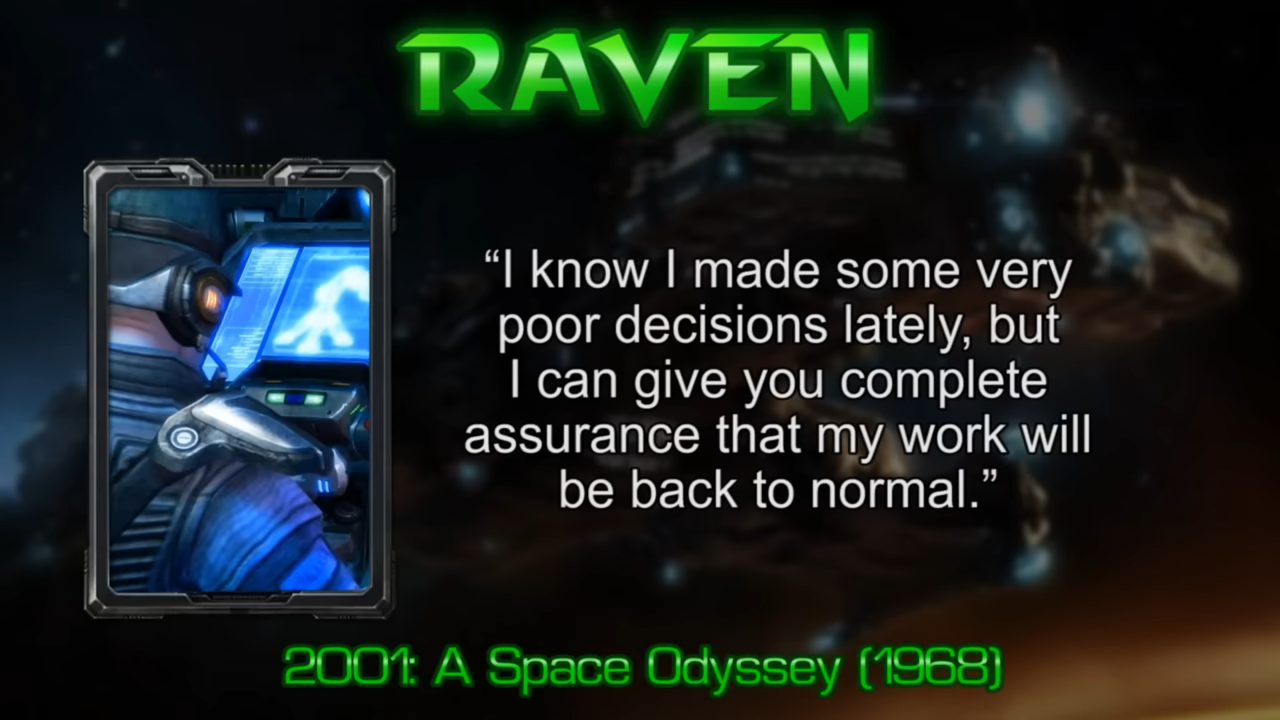 RAVEN
“I know I made some very
poor decisions lately, but
I can give you complete
assurance that my work will
be back to normal.”
2001: A Space Odyssey (1968)